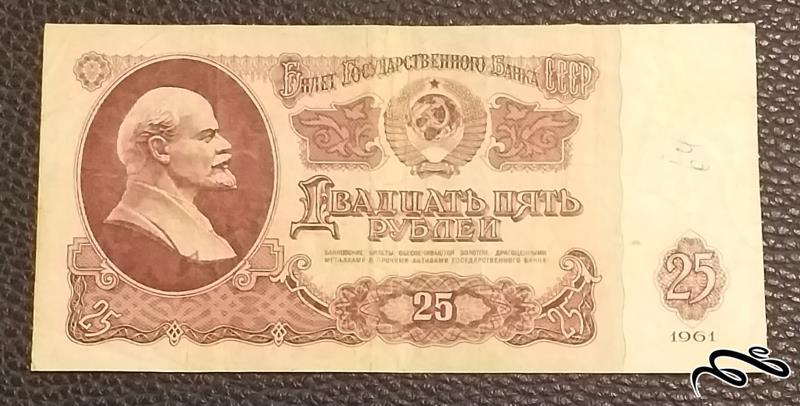 Билет Государственного Банка СССР
Двадцать пять
рублей
Банковские билеты обеспечиваются золотом, драгоценными
металлами и прочими активами Государственного банка
25
25
25
25
1961
64